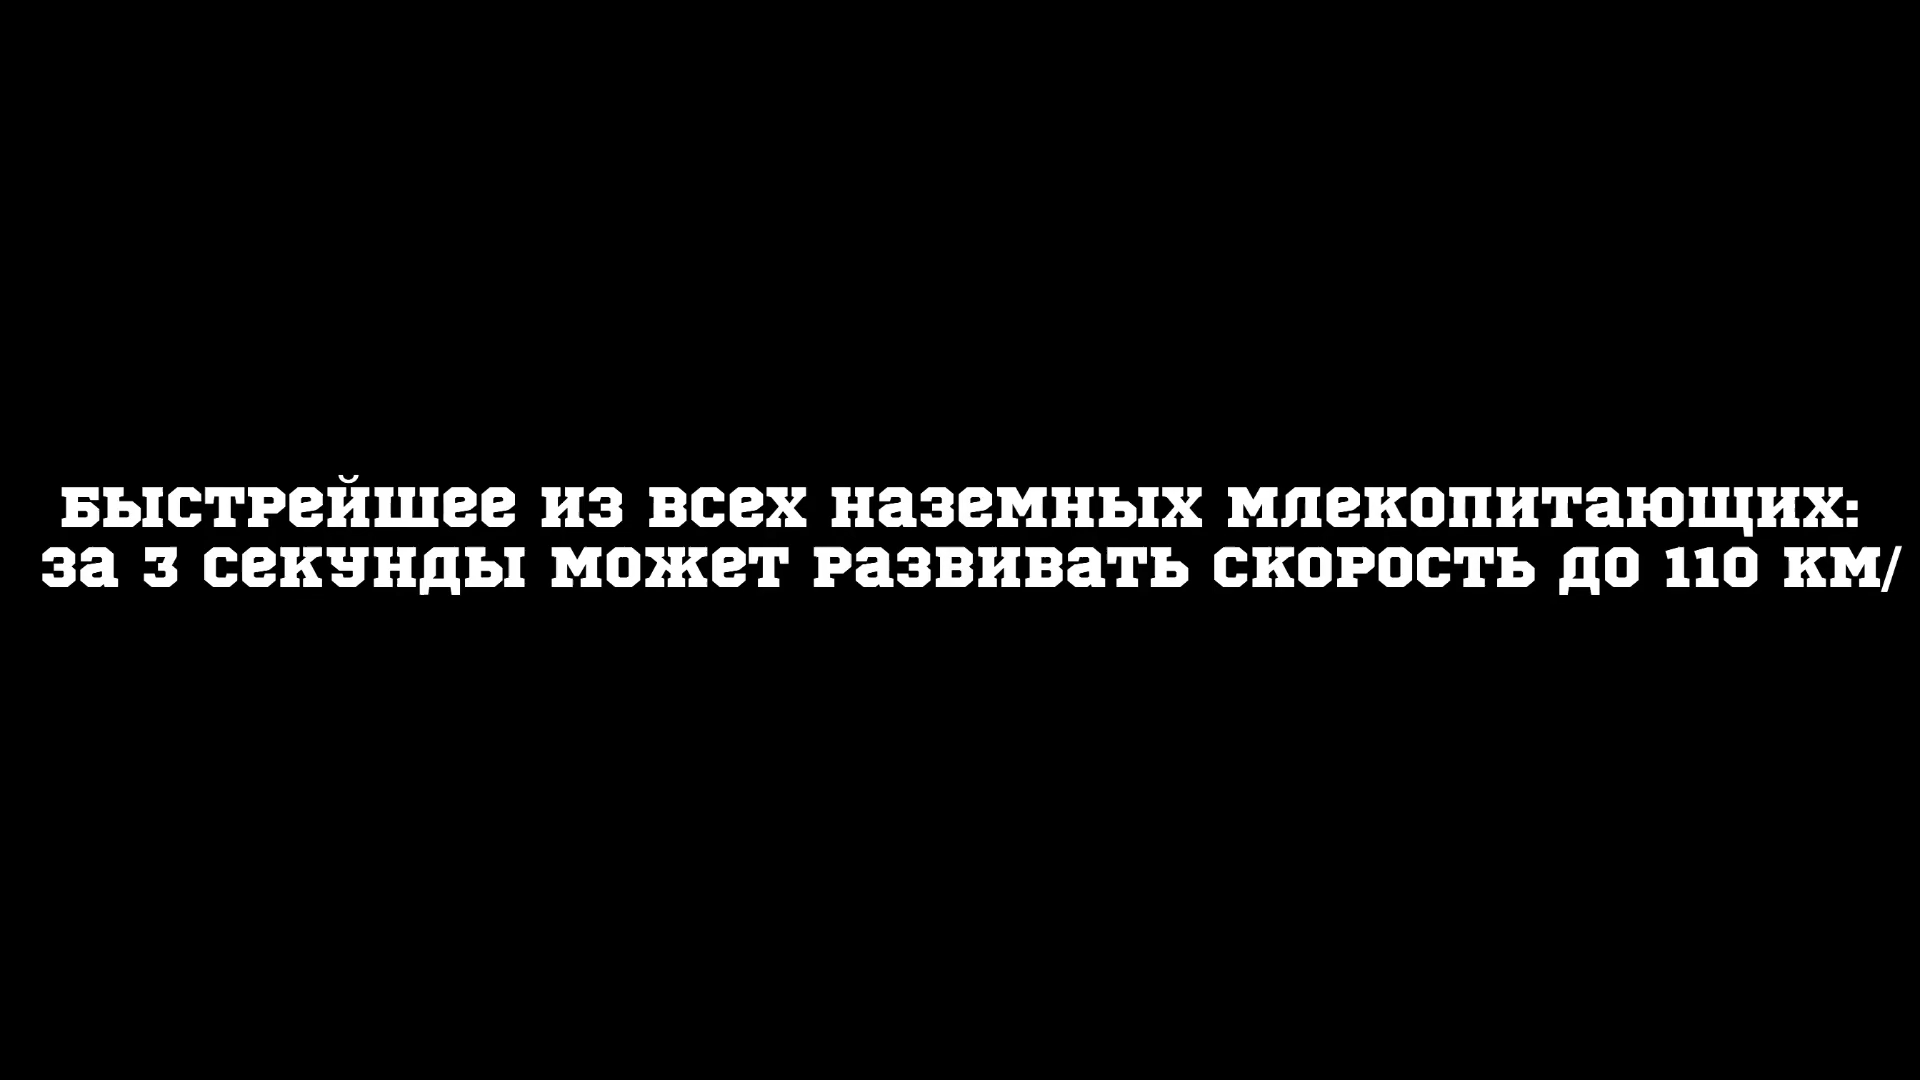 Быстрейшее из всех наземных млекопитающих:
за 3 секунды может развивать скорость до 110 км/